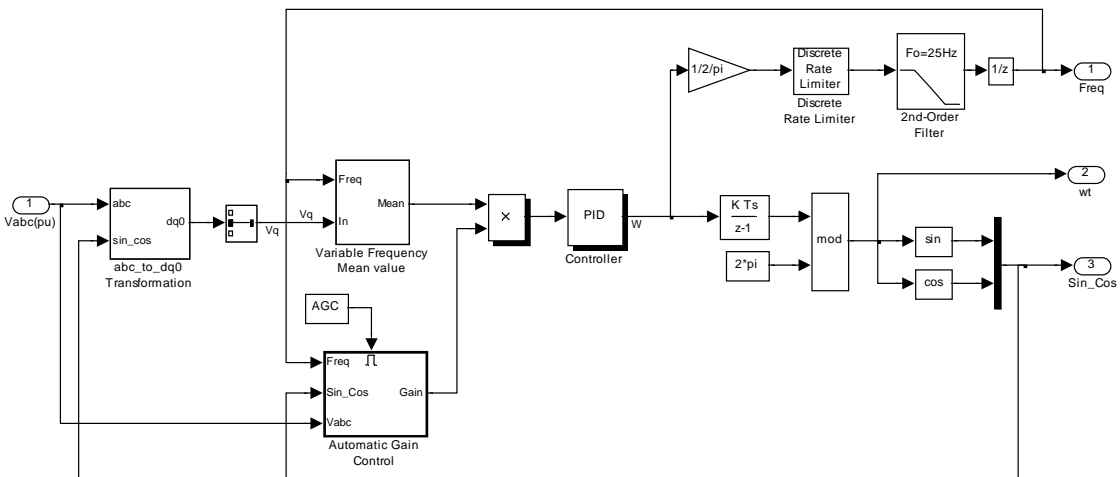 Discrete
Rate
Limiter
Discrete
Rate Limiter
1/2/pi
Fo=25Hz
2nd-Order
Filter
1/z
1
Freq
1
Vabc(pu)
abc
sin_cos
dq0
abc_to_dq0
Transformation
Vq
Vq
Freq
In
Mean
Variable Frequency
Mean value
×
PID
Controller
W
K Ts
z-1
2*pi
mod
2
wt
sin
cos
3
Sin_Cos
AGC
Freq
Sin_Cos
Vabc
Gain
Automatic Gain
Control